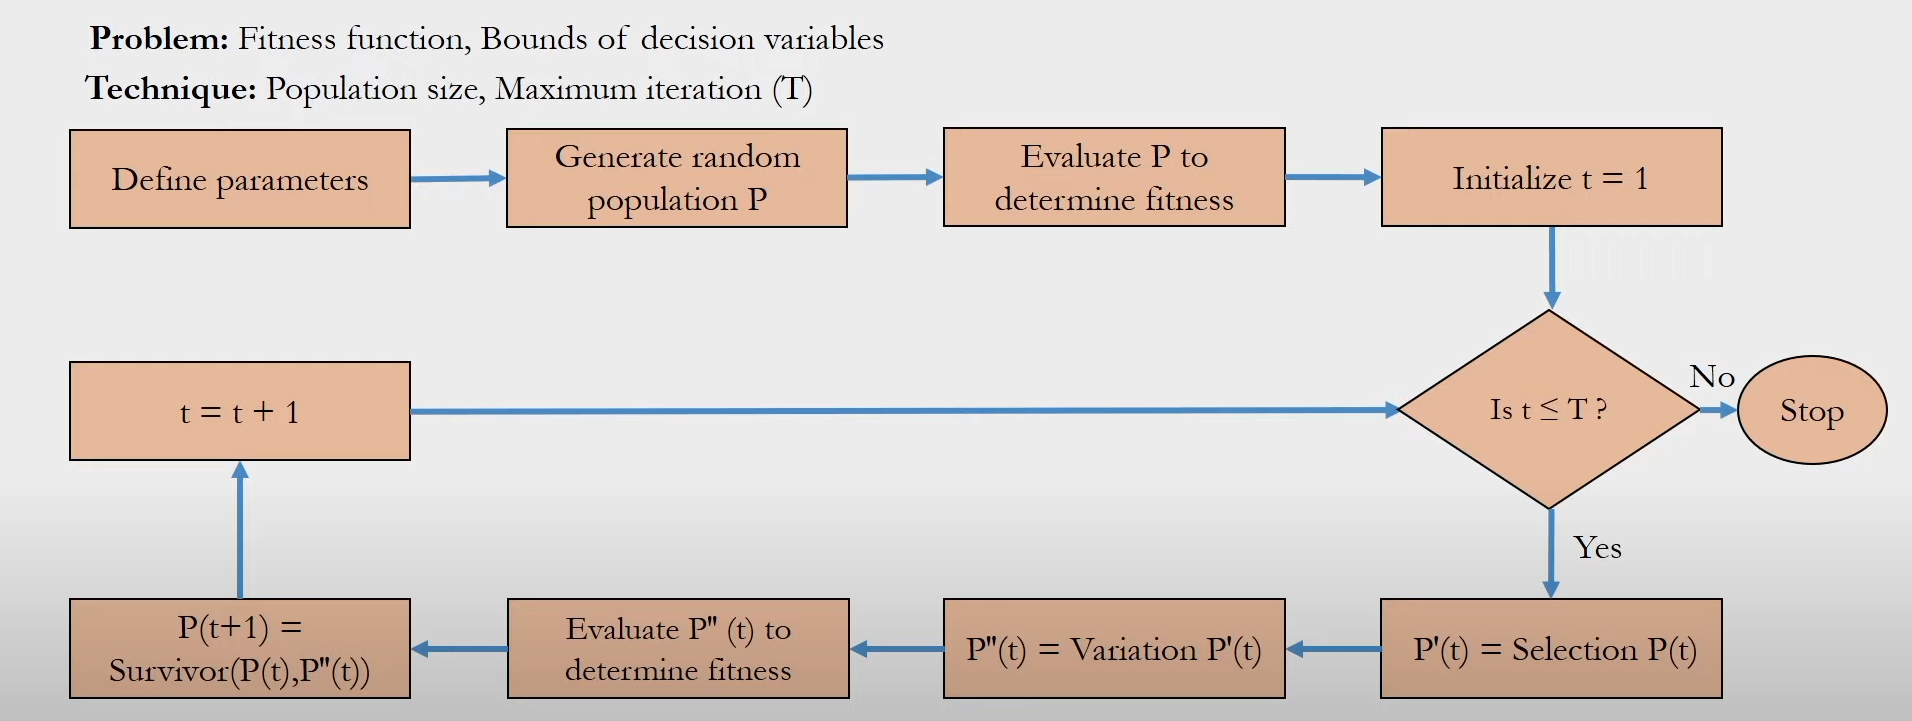 Problem: Fitness function, Bounds of decision variables
Technique: Population size, Maximum iteration (T)
Define parameters
Generate random
population P
Evaluate P to
determine fitness
Initialize t = 1
Is t ≤ T ?
No
Stop
Yes
P'(t) = Selection P(t)
P"(t) = Variation P'(t)
Evaluate P" (t) to
determine fitness
P(t+1) =
Survivor(P(t),P"(t))
t = t + 1